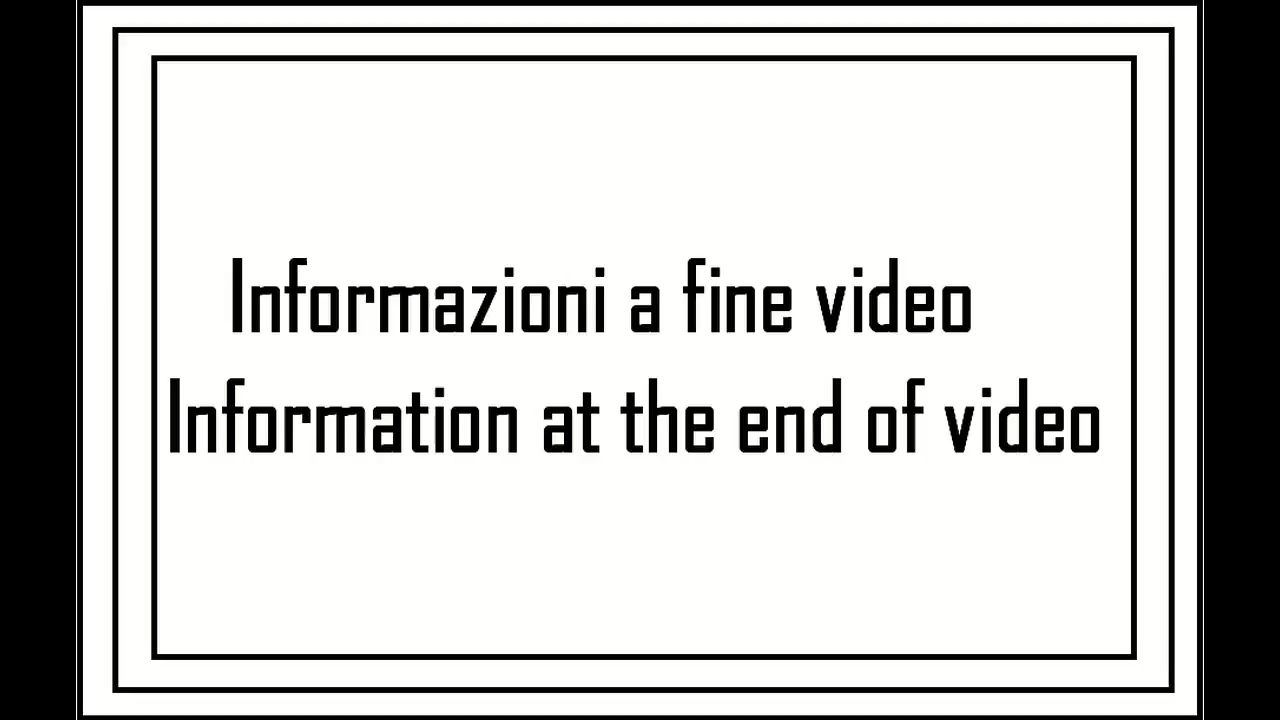 Informazioni a fine video
Information at the end of video